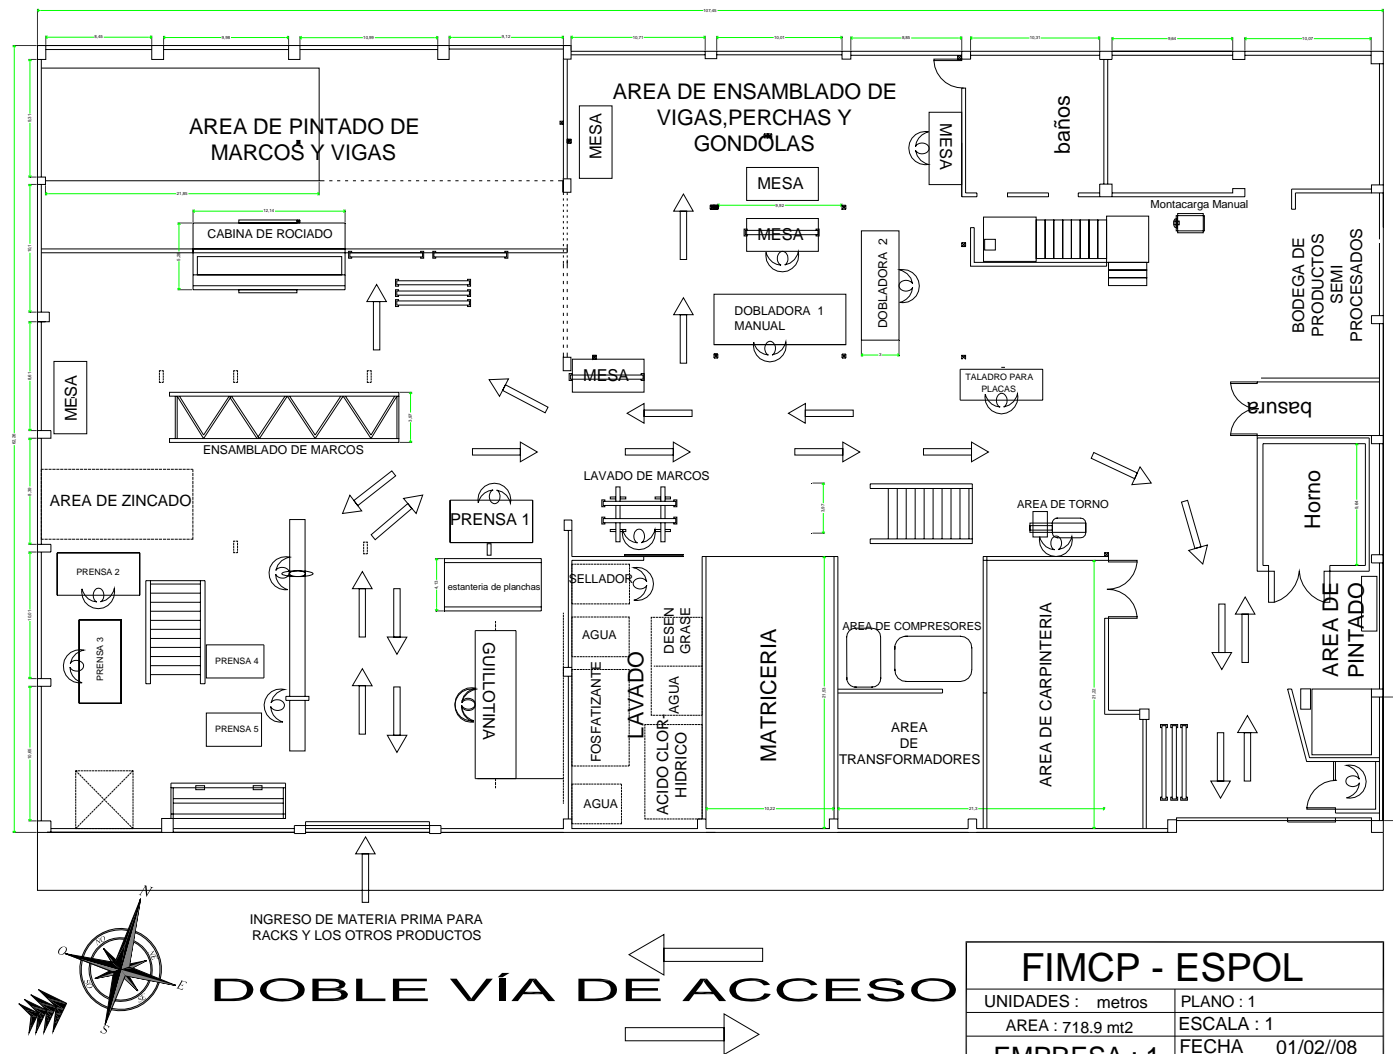 AREA DE PINTADO DE
MARCOS Y VIGAS
AREA DE ENSAMBLADO DE
VIGAS,PERCHAS Y
GONDOLAS
MESA
MESA
MESA
MESA
baños
Montacarga Manual
CABINA DE ROCIADO
DOBLADORA 1
MANUAL
DOBLADORA 2
BODEGA DE
PRODUCTOS
SEMI
PROCESADOS
MESA
MESA
TALADRO PARA
PLACAS
basura
ENSAMBLADO DE MARCOS
LAVADO DE MARCOS
AREA DE ZINCADO
PRENSA 1
AREA DE TORNO
Horno
PRENSA 2
estanteria de planchas
SELLADOR
PRENSA 3
PRENSA 4
PRENSA 5
GUILLOTINA
AGUA
DESEN
GRASE
FOSFATIZANTE
LAVADO
AGUA
ACIDO CLOR-
HIDRICO
AGUA
MATRICERIA
AREA DE COMPRESORES
AREA
DE
TRANSFORMADORES
AREA DE CARPINTERIA
AREA DE
PINTADO
INGRESO DE MATERIA PRIMA PARA
RACKS Y LOS OTROS PRODUCTOS
N
O
E
S
DOBLE VÍA DE ACCESO
FIMCP - ESPOL
UNIDADES : metros
PLANO : 1
AREA : 718.9 mt2
ESCALA : 1
EMPRESA : 1
FECHA 01/02//08